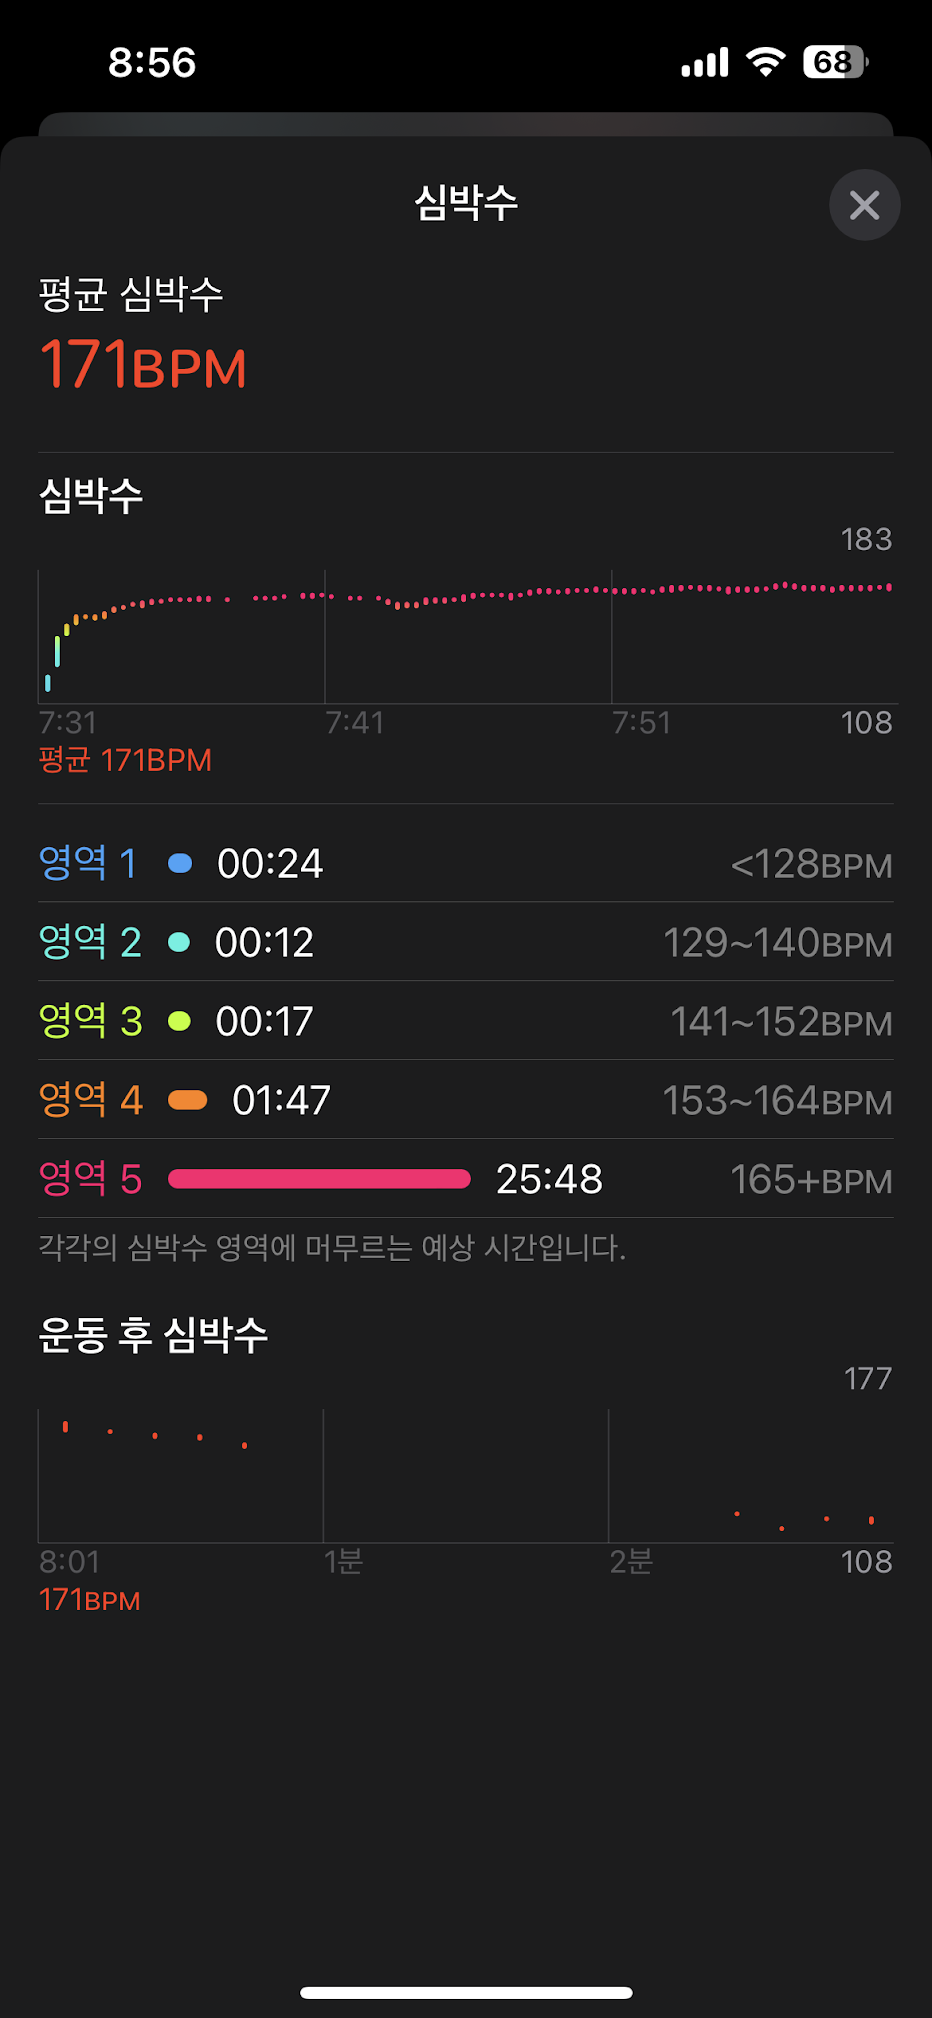 8:56
68
심박수
평균 심박수
171BPM
심박수
183
7:31 7:41 7:51 108
평균 171BPM
영역 1 00:24 <128BPM
영역 2 00:12 129~140BPM
영역 3 00:17 141~152BPM
영역 4 01:47 153~164BPM
영역 5 25:48 165+BPM
각각의 심박수 영역에 머무르는 예상 시간입니다.
운동 후 심박수
177
8:01 1분 2분 108
171BPM